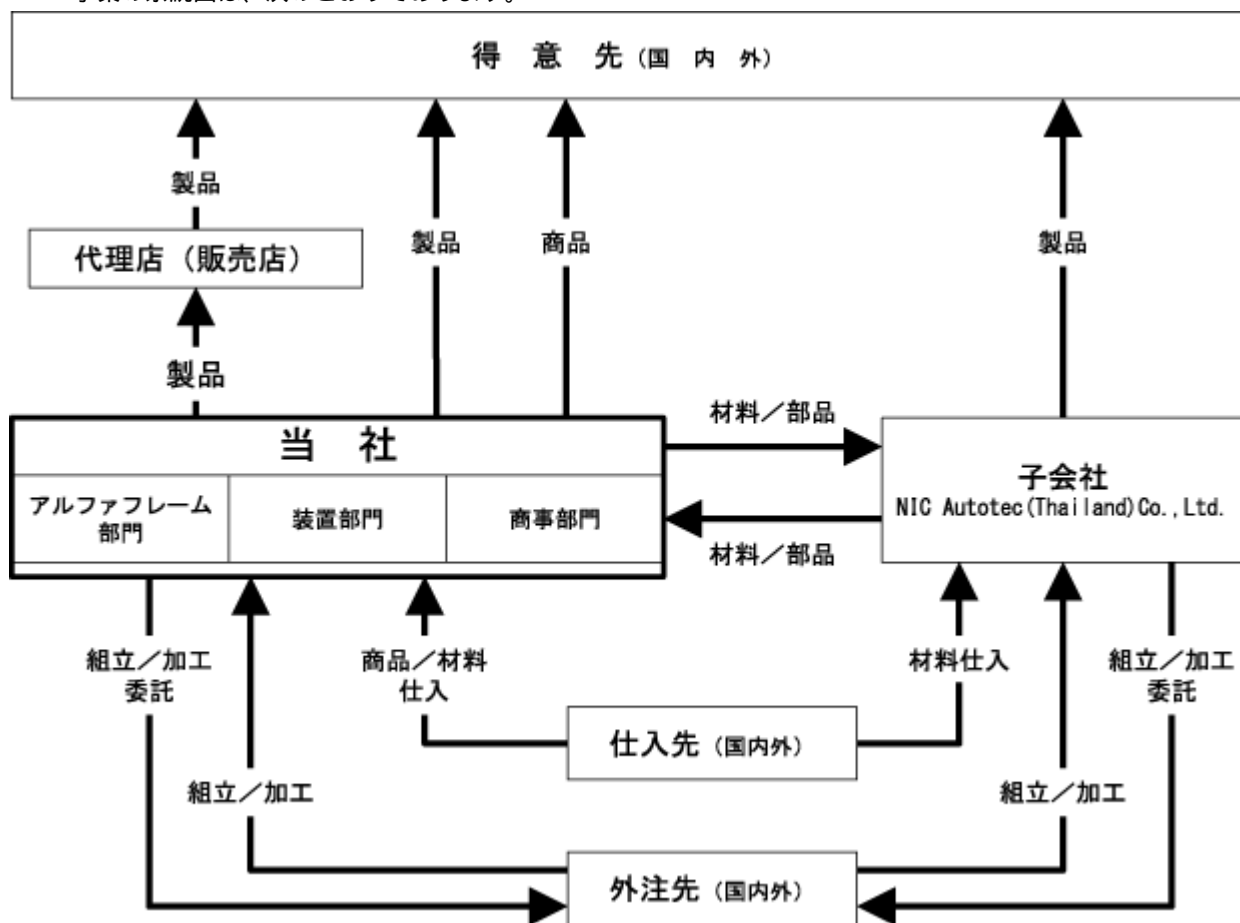 得 意 先（国 内 外）
製品
代理店（販売店）
製品
製品
商品
製品
当 社
アルファフレーム
部門
装置部門
商事部門
材料／部品
材料／部品
子会社
NIC Autotec(Thailand)Co.,Ltd.
組立／加工
委託
商品／材料
仕入
材料仕入
組立／加工
委託
仕入先（国内外）
組立／加工
組立／加工
外注先（国内外）